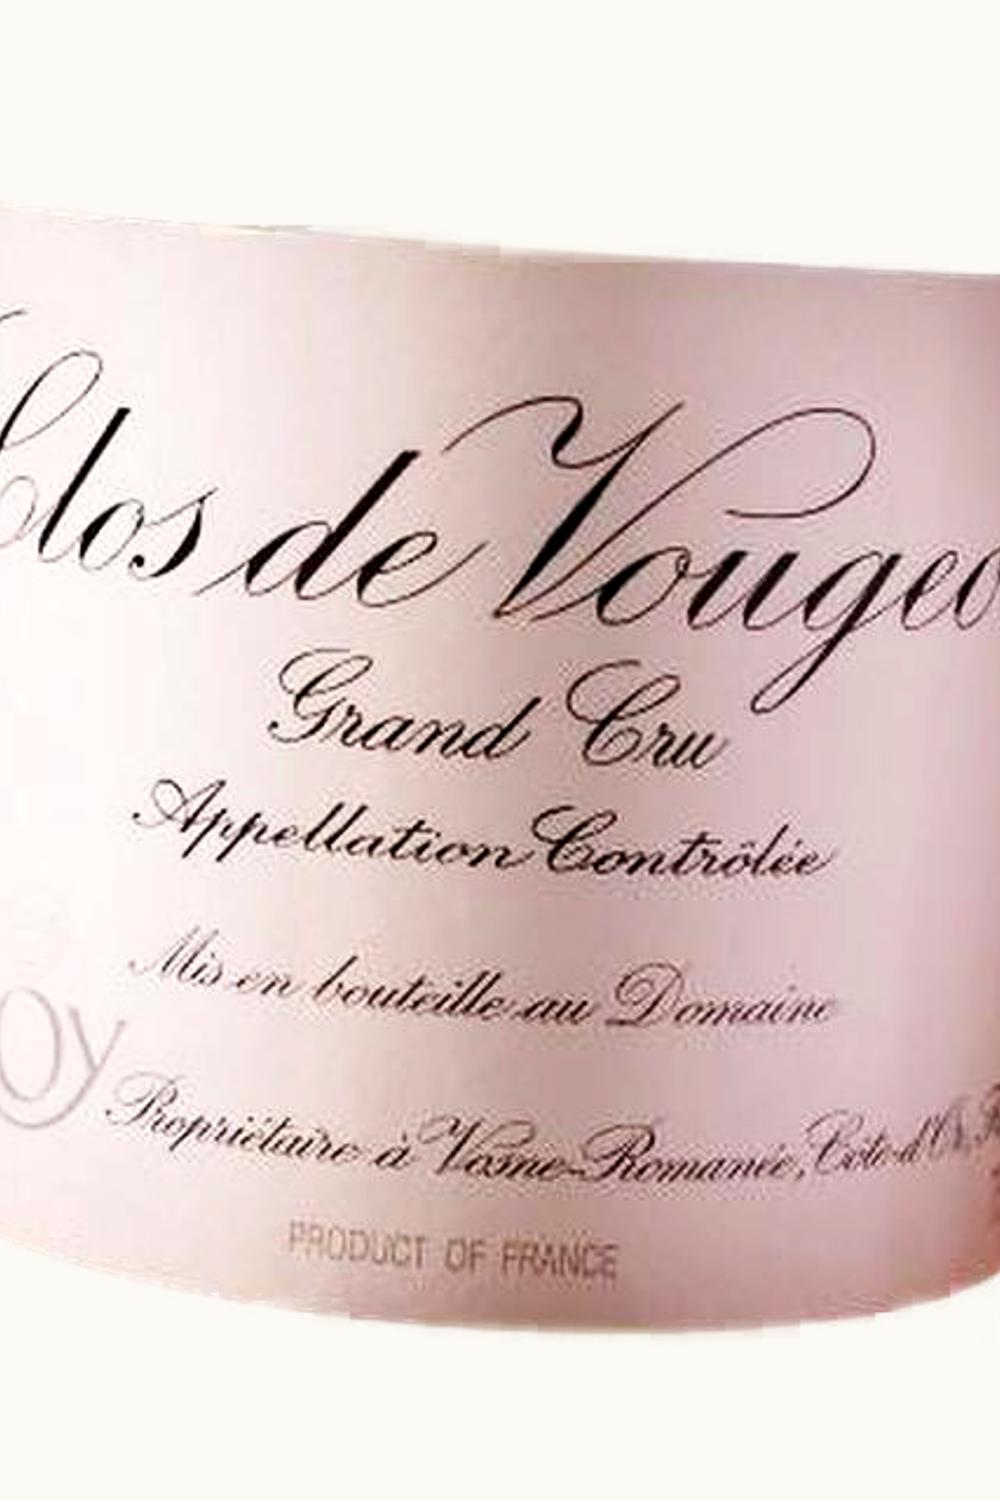 Clos de Vougeo
Grand Cru
Appellation Contrôlée
Mis en bouteille au Domaine
oy
Propriétaire à Vosne-Romanée, Côte-d'Or,
PRODUCT OF FRANCE